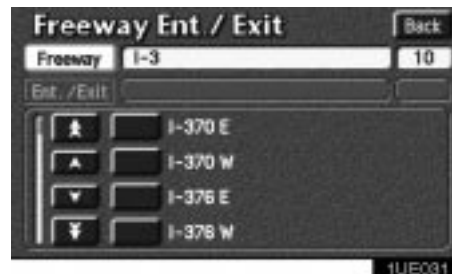 Freeway Ent / Exit Back
Freeway I-3 10
Ent. /Exit
I-370 E
I-370 W
I-376 E
I-376 W
1UE031